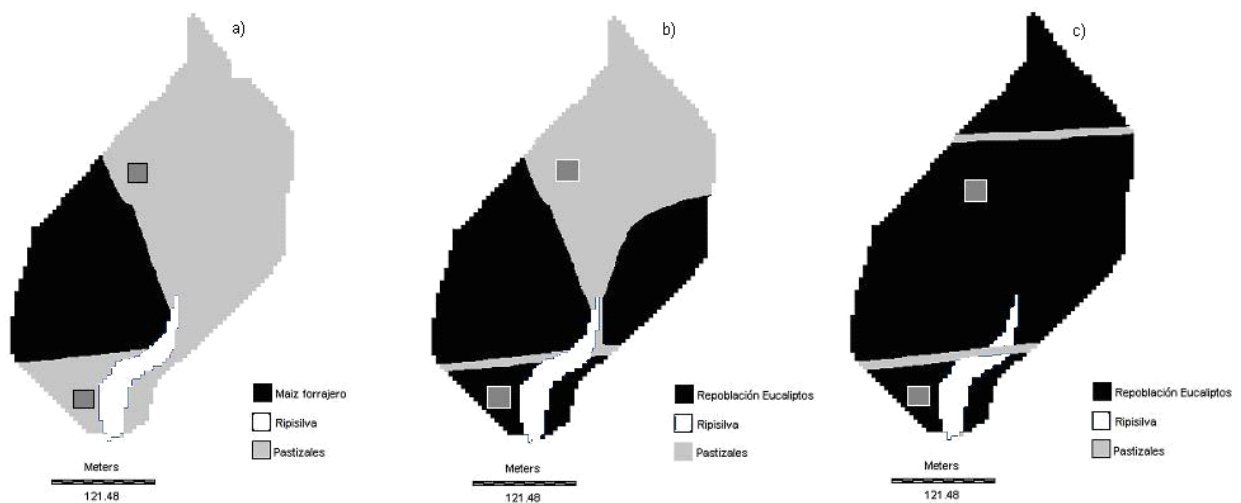 a)
Maiz forrajero
Ripisilva
Pastizales
Meters
121.48
b)
Repoblación Eucaliptos
Ripisilva
Pastizales
Meters
121.48
c)
Repoblación Eucaliptos
Ripisilva
Pastizales
Meters
121.48